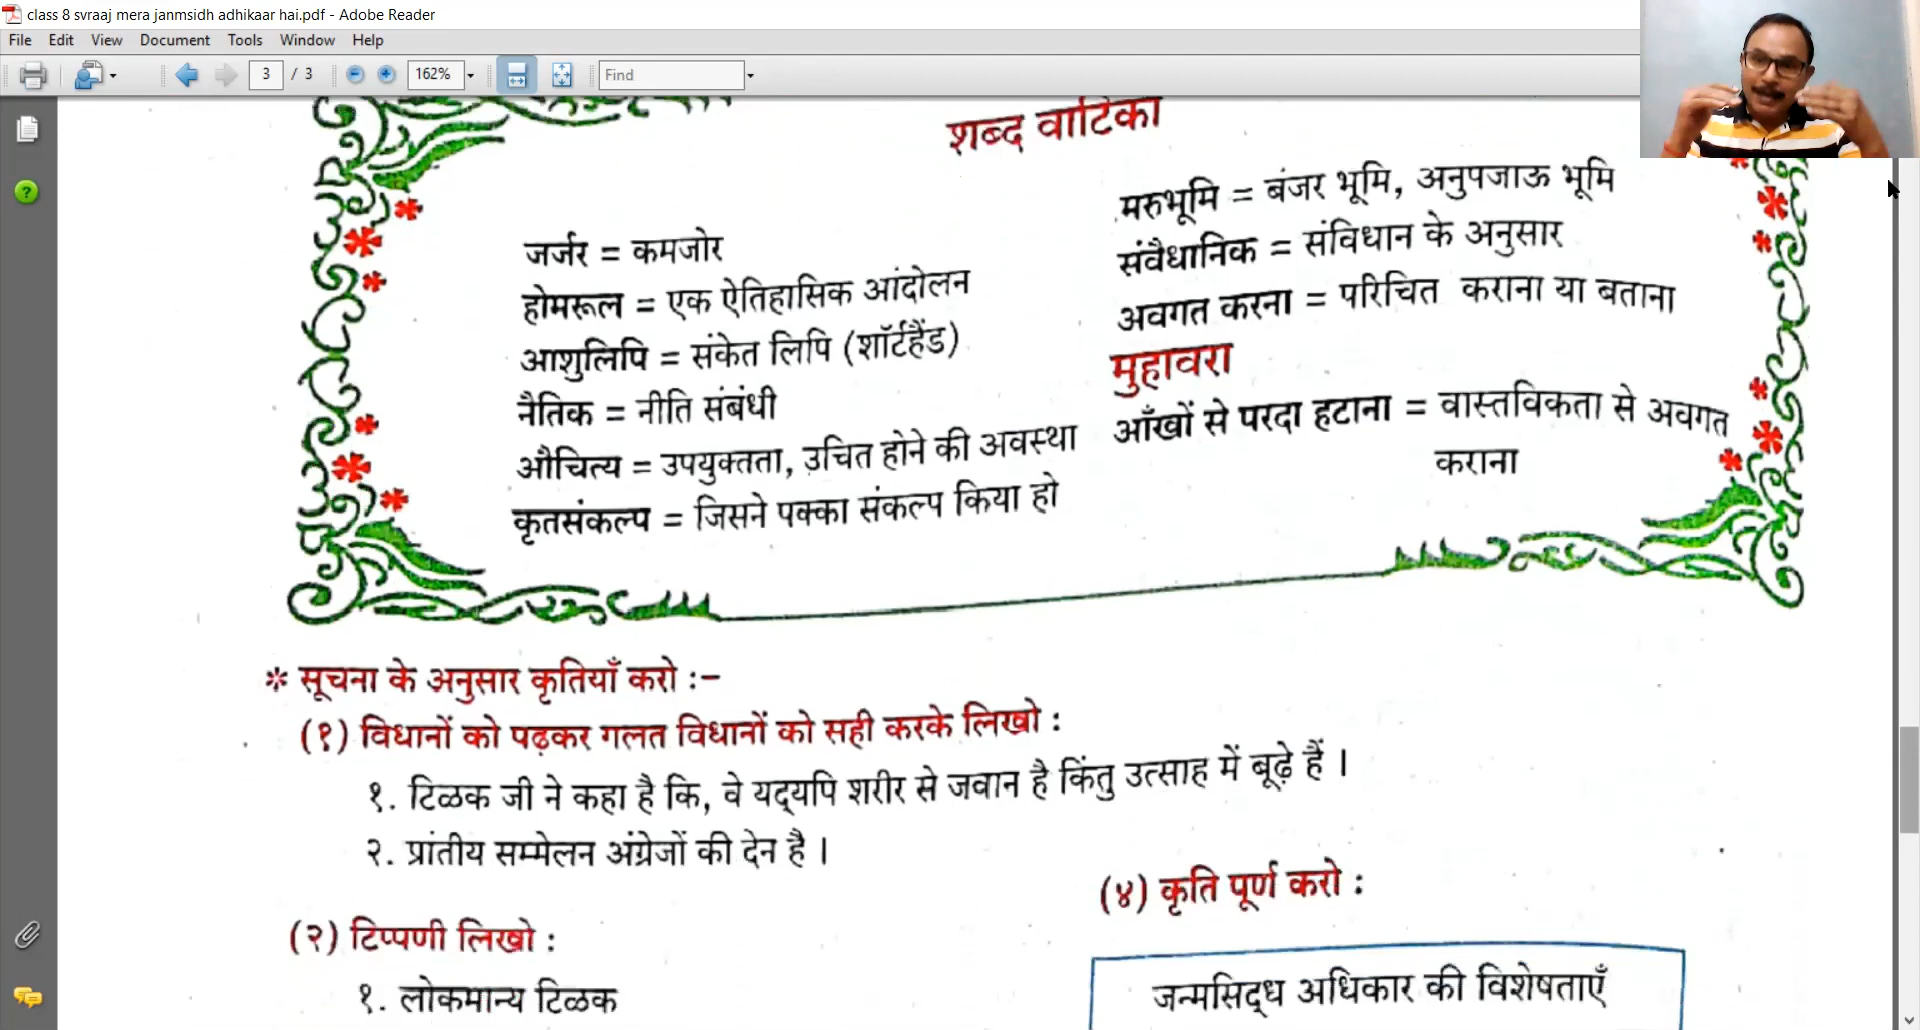 class 8 svraaj mera janmsidh adhikaar hai.pdf - Adobe Reader
File Edit View Document Tools Window Help
3 / 3 162% Find
शब्द वाटिका
जर्जर = कमजोर
होमरूल = एक ऐतिहासिक आंदोलन
आशुलिपि = संकेत लिपि (शॉर्टहैंड)
नैतिक = नीति संबंधी
औचित्य = उपयुक्तता, उचित होने की अवस्था
कृतसंकल्प = जिसने पक्का संकल्प किया हो
मरुभूमि = बंजर भूमि, अनुपजाऊ भूमि
संवैधानिक = संविधान के अनुसार
अवगत करना = परिचित कराना या बताना
मुहावरा
आँखों से परदा हटाना = वास्तविकता से अवगत
कराना
* सूचना के अनुसार कृतियाँ करो :-
(१) विधानों को पढ़कर गलत विधानों को सही करके लिखो :
१. टिळक जी ने कहा है कि, वे यद्यपि शरीर से जवान है किंतु उत्साह में बूढ़े हैं ।
२. प्रांतीय सम्मेलन अंग्रेजों की देन है ।
(२) टिप्पणी लिखो :
१. लोकमान्य टिळक
(४) कृति पूर्ण करो :
जन्मसिद्ध अधिकार की विशेषताएँ